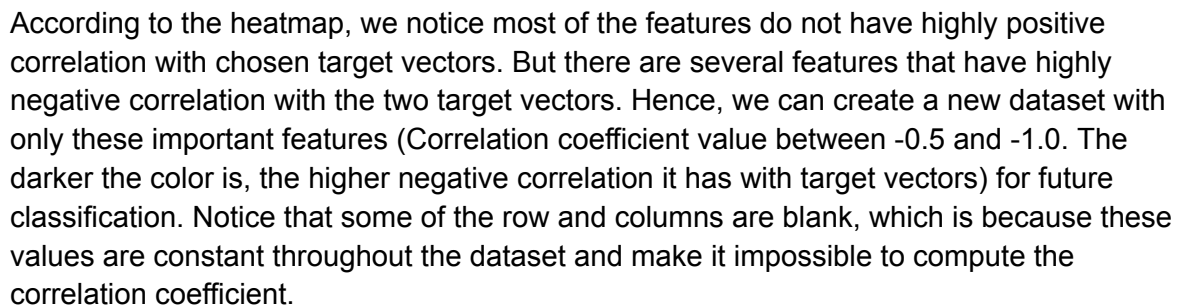 According to the heatmap, we notice most of the features do not have highly positive
correlation with chosen target vectors. But there are several features that have highly
negative correlation with the two target vectors. Hence, we can create a new dataset with
only these important features (Correlation coefficient value between -0.5 and -1.0. The
darker the color is, the higher negative correlation it has with target vectors) for future
classification. Notice that some of the row and columns are blank, which is because these
values are constant throughout the dataset and make it impossible to compute the
correlation coefficient.